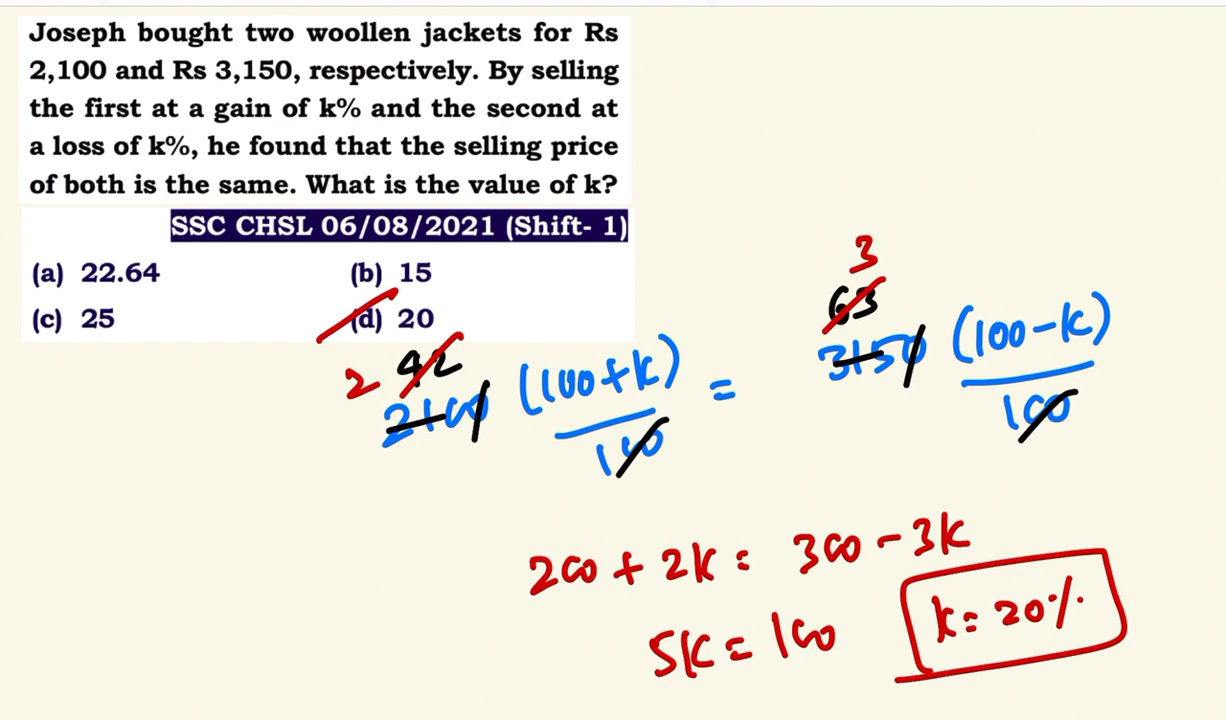 Joseph bought two woollen jackets for Rs
2,100 and Rs 3,150, respectively. By selling
the first at a gain of k% and the second at
a loss of k%, he found that the selling price
of both is the same. What is the value of k?
SSC CHSL 06/08/2021 (Shift- 1)
(a) 22.64 (b) 15
(c) 25 (d) 20
3
2 42 63
2100 (100+k)/100 = 3150 (100-k)/100
200 + 2k = 300 - 3k
5k = 100 k = 20%